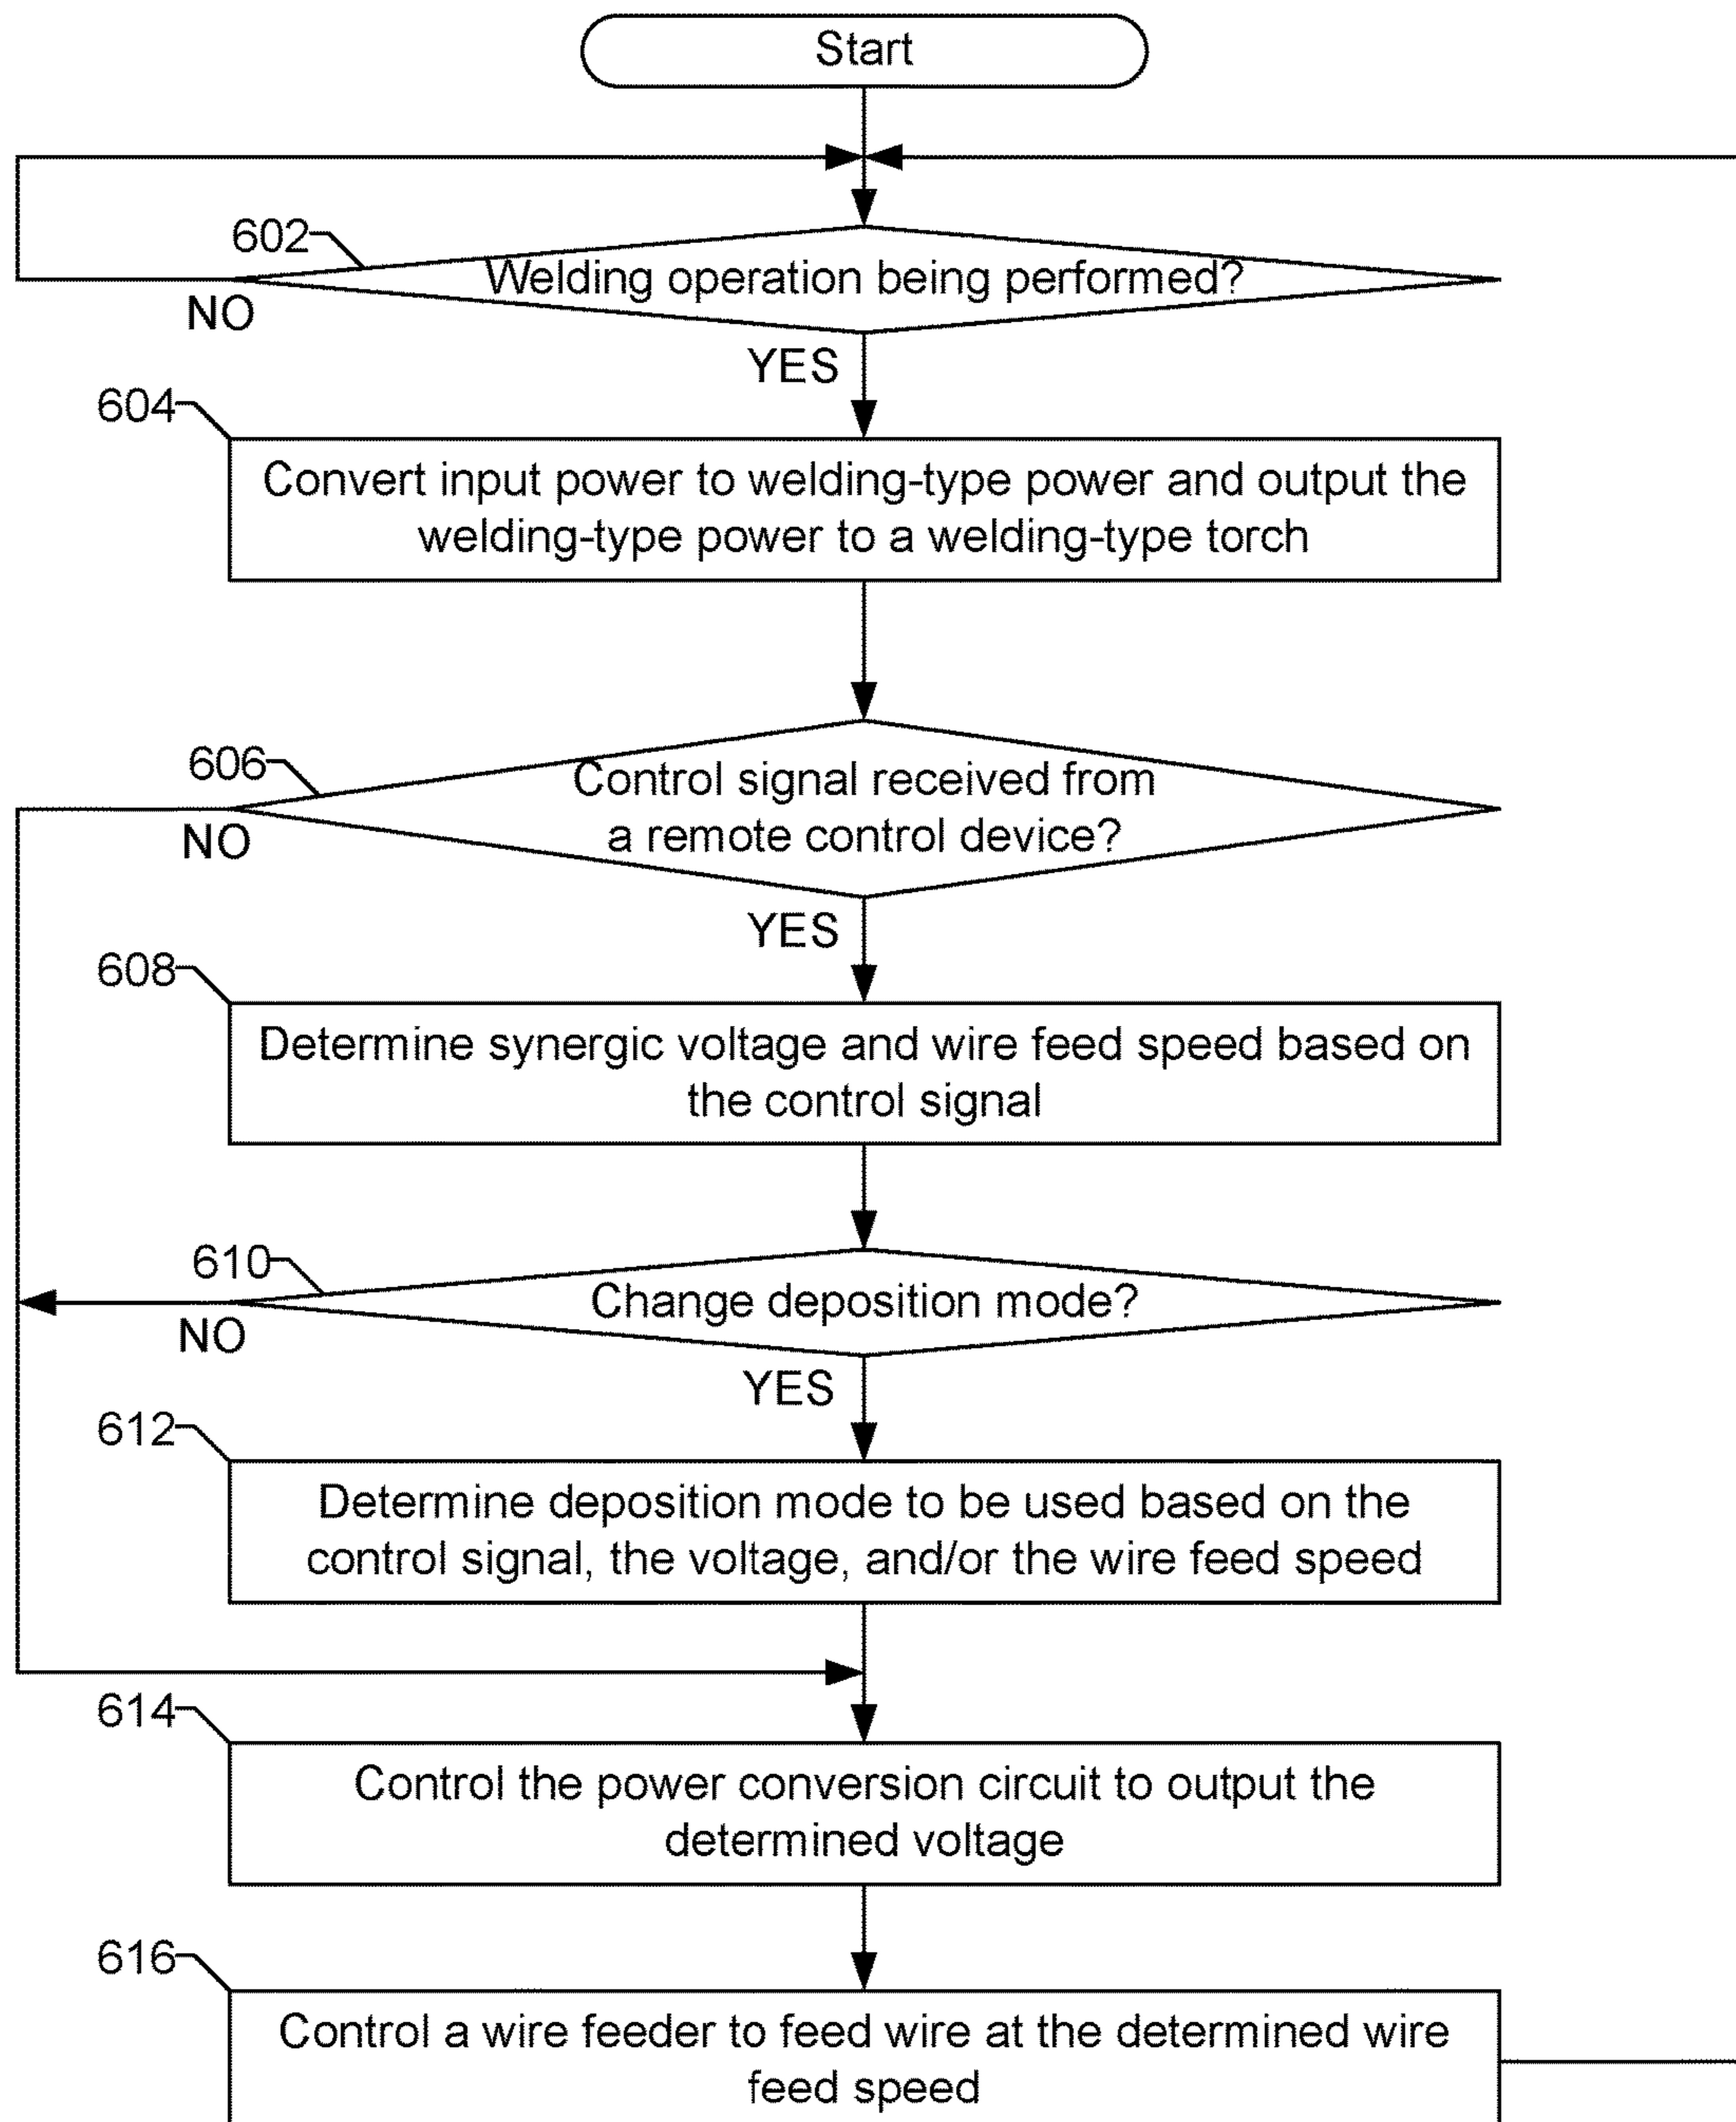 Start
602
Welding operation being performed?
NO
YES
604
Convert input power to welding-type power and output the
welding-type power to a welding-type torch
606
Control signal received from
a remote control device?
NO
YES
608
Determine synergic voltage and wire feed speed based on
the control signal
610
Change deposition mode?
NO
YES
612
Determine deposition mode to be used based on the
control signal, the voltage, and/or the wire feed speed
614
Control the power conversion circuit to output the
determined voltage
616
Control a wire feeder to feed wire at the determined wire
feed speed